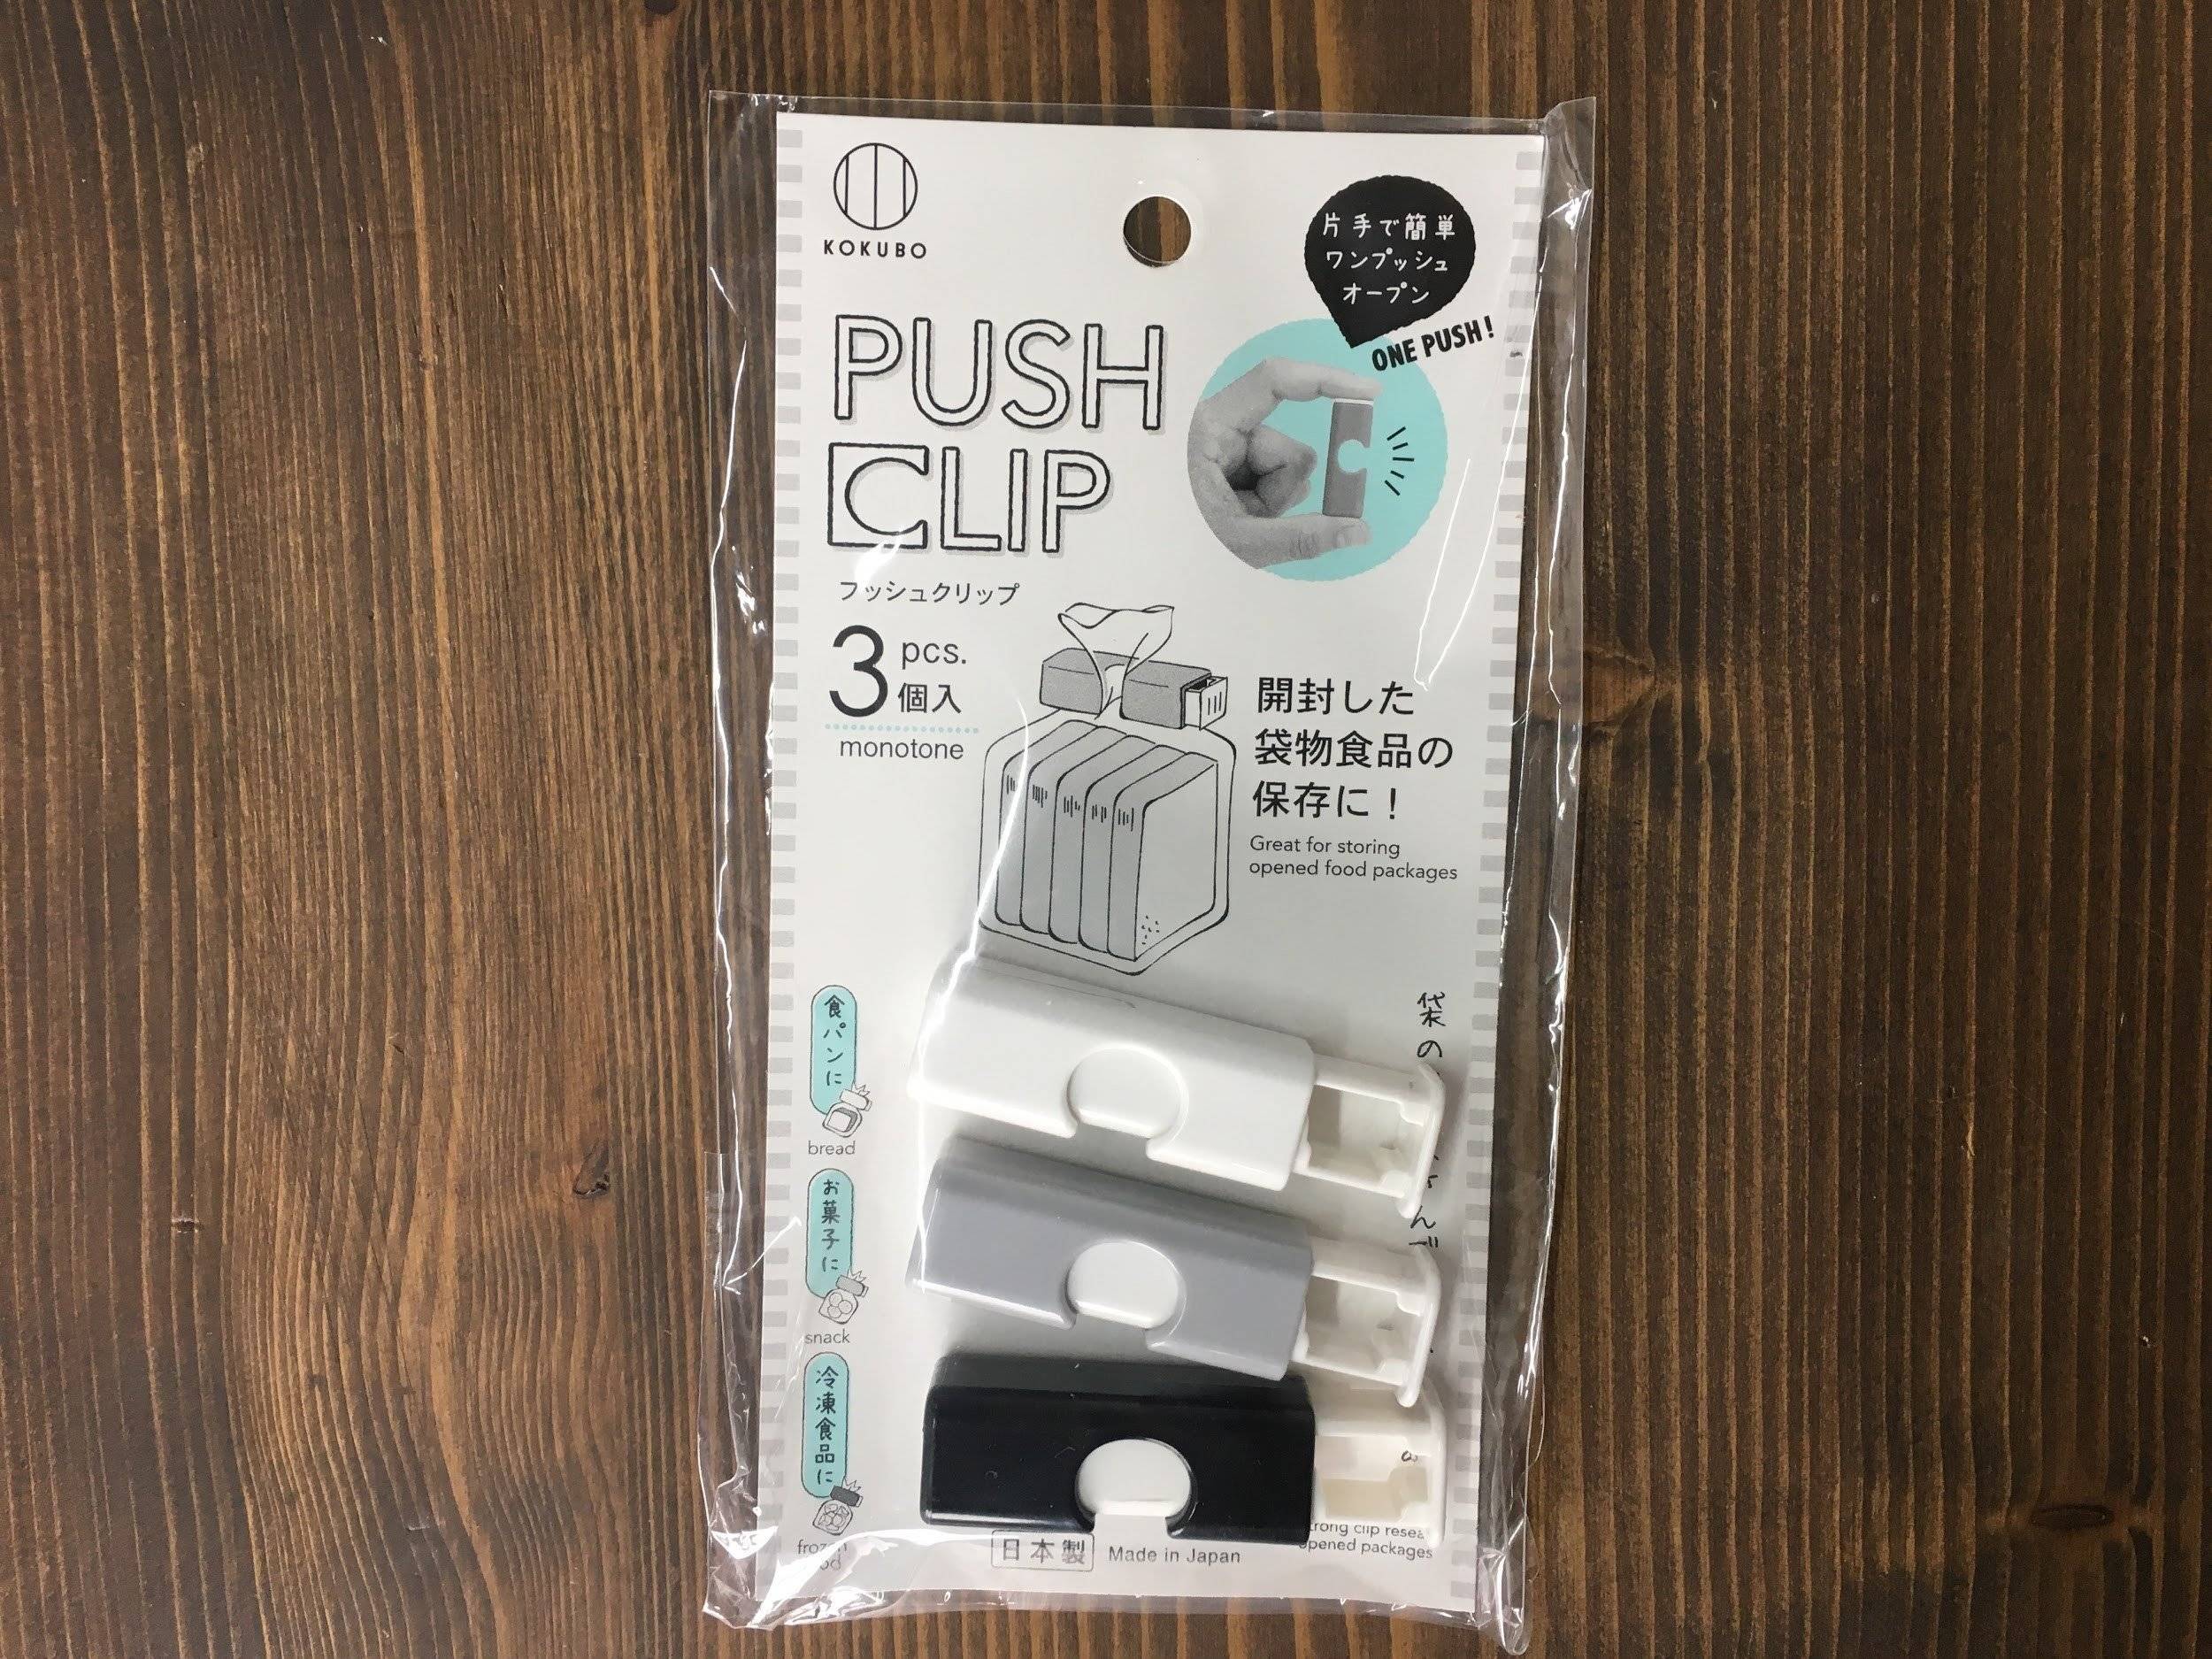 KOKUBO
片手で簡単
ワンプッシュ
オープン
ONE PUSH!
PUSH
CLIP
プッシュクリップ
3 pcs.
個入
monotone
開封した
袋物食品の
保存に!
Great for storing
opened food packages
食パンに
bread
お菓子に
snack
冷凍食品に
frozen
袋の
日本製 Made in Japan
opened packages